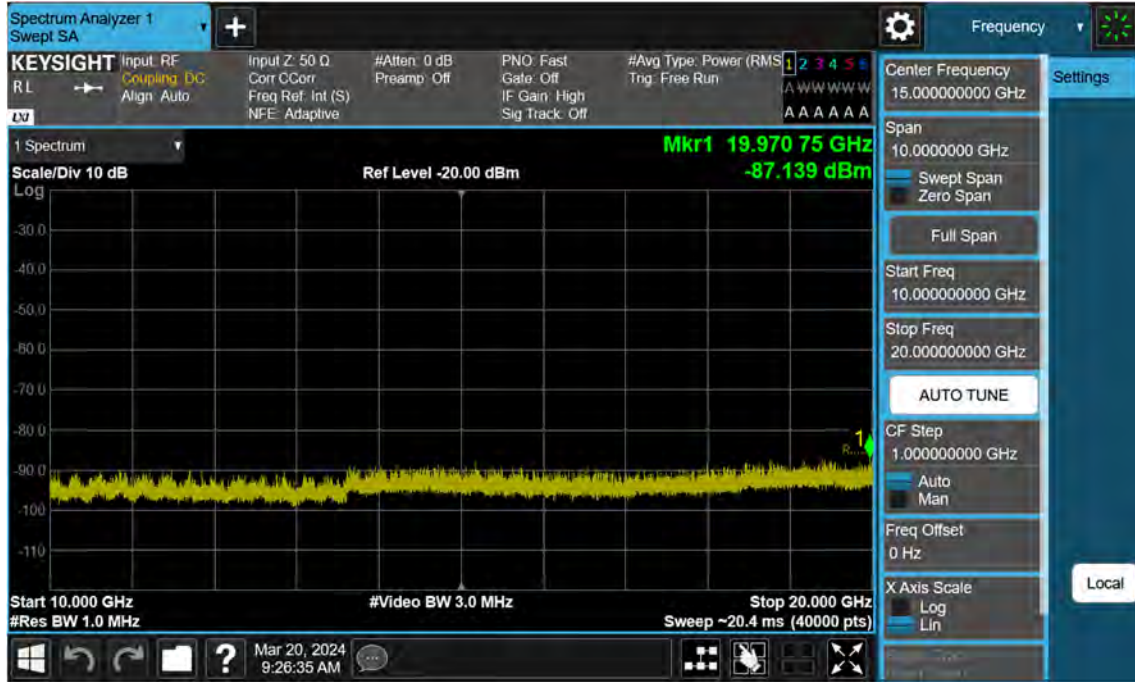 Spectrum Analyzer 1
Swept SA
+
Frequency
KEYSIGHT
RL
LXI
Input: RF
Coupling: DC
Align: Auto
Input Z: 50 Ω
Corr CCorr
Freq Ref: Int (S)
NFE: Adaptive
#Atten: 0 dB
Preamp: Off
PNO: Fast
Gate: Off
IF Gain: High
Sig Track: Off
#Avg Type: Power (RMS
Trig: Free Run
1 2 3 4 5 6
A W W W W W
A A A A A A
1 Spectrum
Scale/Div 10 dB
Log
Ref Level -20.00 dBm
Mkr1 19.970 75 GHz
-87.139 dBm
-30.0
-40.0
-50.0
-60.0
-70.0
-80.0
-90.0
-100
-110
1
Start 10.000 GHz
#Res BW 1.0 MHz
#Video BW 3.0 MHz
Stop 20.000 GHz
Sweep ~20.4 ms (40000 pts)
Center Frequency
15.000000000 GHz
Settings
Span
10.0000000 GHz
Swept Span
Zero Span
Full Span
Start Freq
10.000000000 GHz
Stop Freq
20.000000000 GHz
AUTO TUNE
CF Step
1.000000000 GHz
Auto
Man
Freq Offset
0 Hz
X Axis Scale
Log
Lin
Local
?
Mar 20, 2024
9:26:35 AM